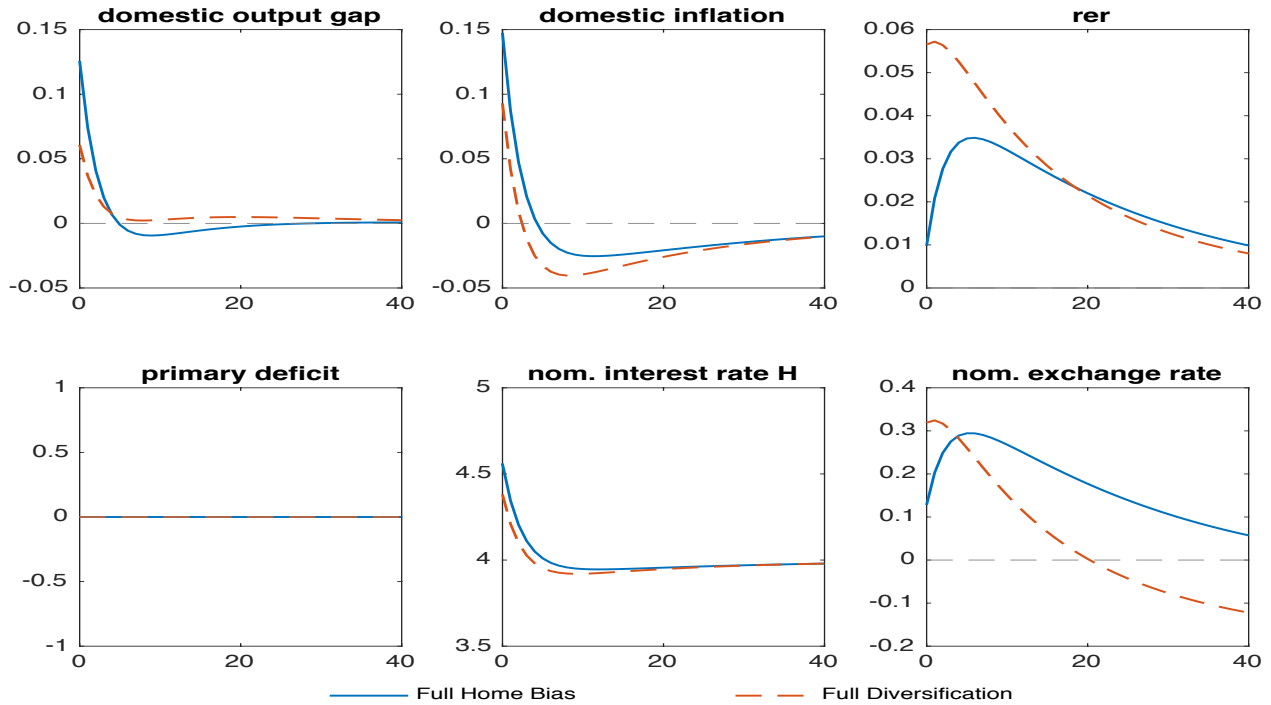 domestic output gap
0.15
0.1
0.05
0
-0.05
0 20 40
domestic inflation
0.15
0.1
0.05
0
-0.05
0 20 40
rer
0.06
0.05
0.04
0.03
0.02
0.01
0
0 20 40
primary deficit
1
0.5
0
-0.5
-1
0 20 40
nom. interest rate H
5
4.5
4
3.5
0 20 40
nom. exchange rate
0.4
0.3
0.2
0.1
0
-0.1
-0.2
0 20 40
Full Home Bias
Full Diversification